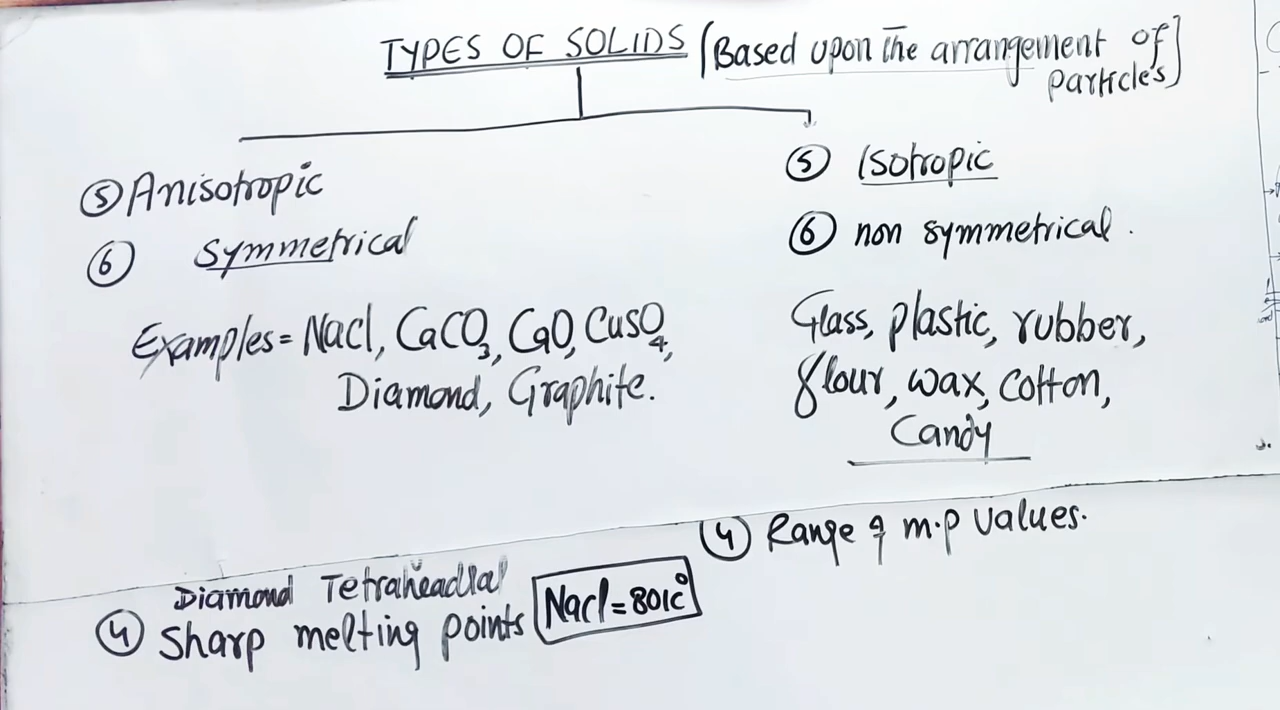 TYPES OF SOLIDS [Based upon the arrangement of particles]
⑤ Anisotropic
⑥ Symmetrical
Examples = Nacl, CaCO3, CaO, CusO4,
Diamond, Graphite.
⑤ Isotropic
⑥ non symmetrical.
Glass, plastic, rubber,
flour, wax, Cotton,
Candy
④ Range of m.p values.
Diamond
④ Sharp melting points Nacl = 801c°